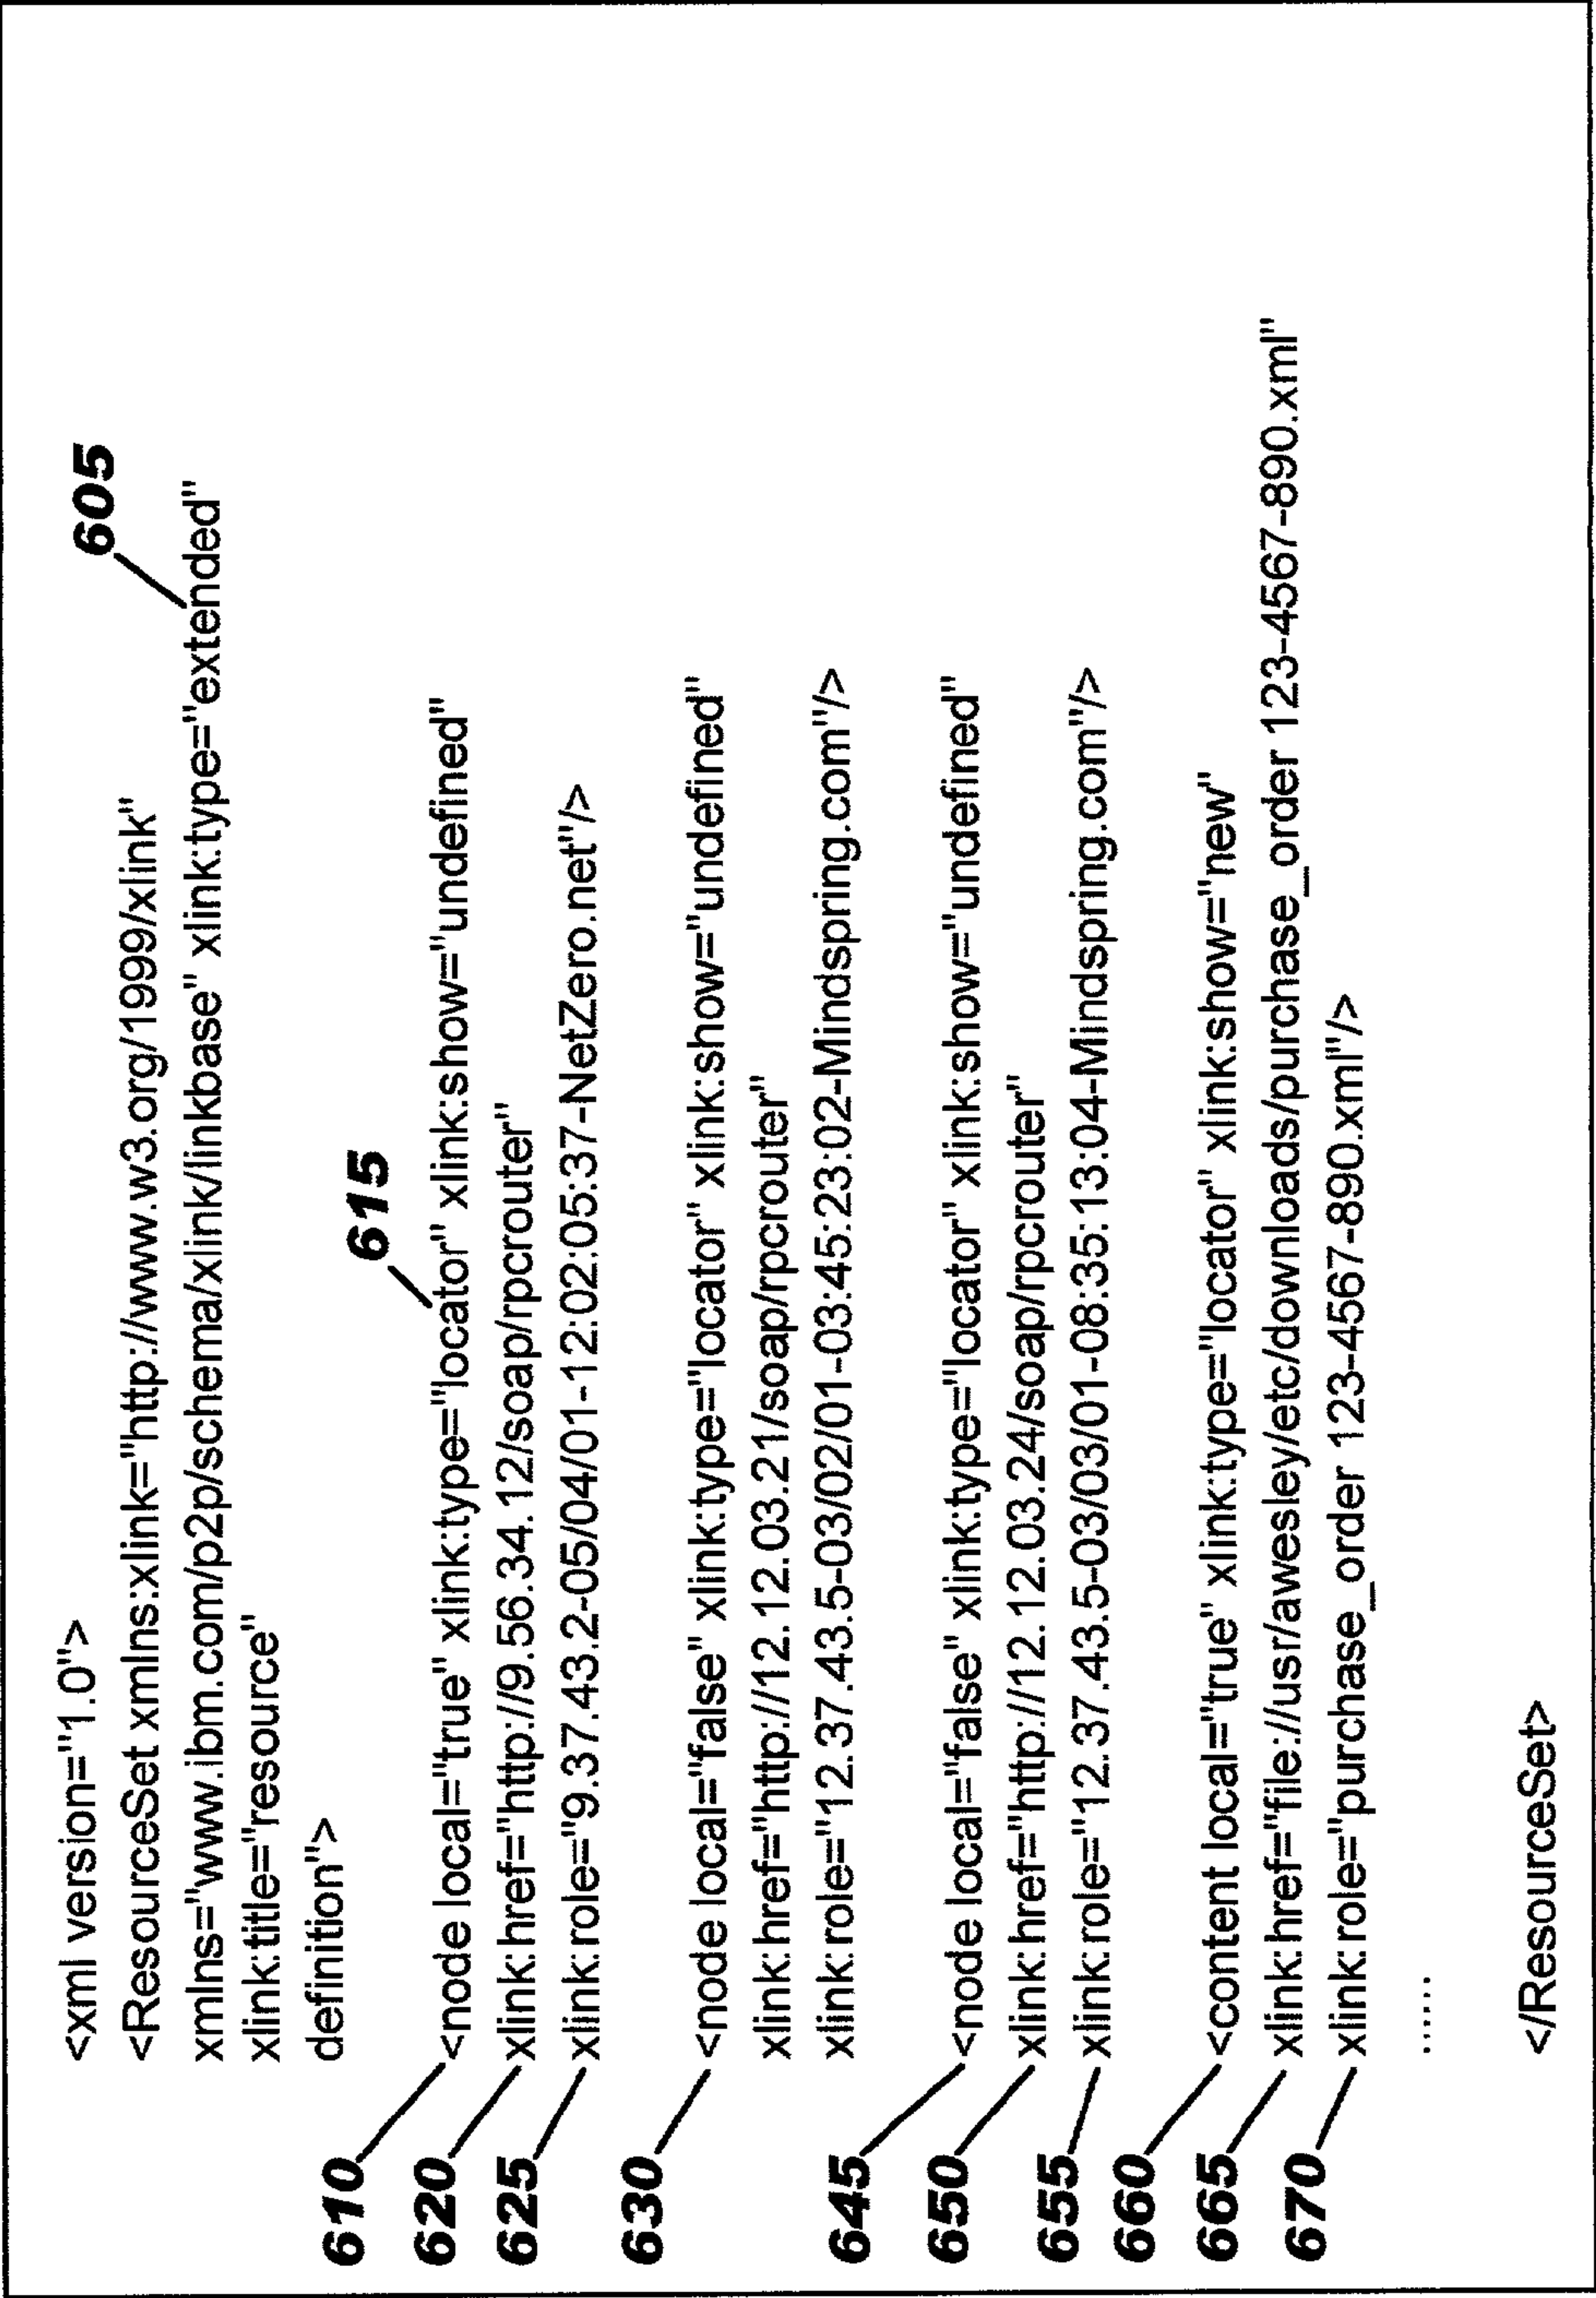 <xml version="1.0">
605
<ResourceSet xmlns:xlink="http://www.w3.org/1999/xlink"
xmlns="www.ibm.com/p2p/schema/xlink/linkbase" xlink:type="extended"
xlink:title="resource"
definition">
615
610 <node local="true" xlink:type="locator" xlink:show="undefined"
620 xlink:href="http://9.56.34.12/soap/rpcrouter"
625 xlink:role="9.37.43.2-05/04/01-12:02:05:37-NetZero.net"/>
630 <node local="false" xlink:type="locator" xlink:show="undefined"
xlink:href="http://12.12.03.21/soap/rpcrouter"
xlink:role="12.37.43.5-03/02/01-03:45:23:02-Mindspring.com"/>
645 <node local="false" xlink:type="locator" xlink:show="undefined"
650 xlink:href="http://12.12.03.24/soap/rpcrouter"
655 xlink:role="12.37.43.5-03/03/01-08:35:13:04-Mindspring.com"/>
660 <content local="true" xlink:type="locator" xlink:show="new"
665 xlink:href="file://usr/awesley/etc/downloads/purchase_order 123-4567-890.xml"
670 xlink:role="purchase_order 123-4567-890.xml"/>
......
</ResourceSet>